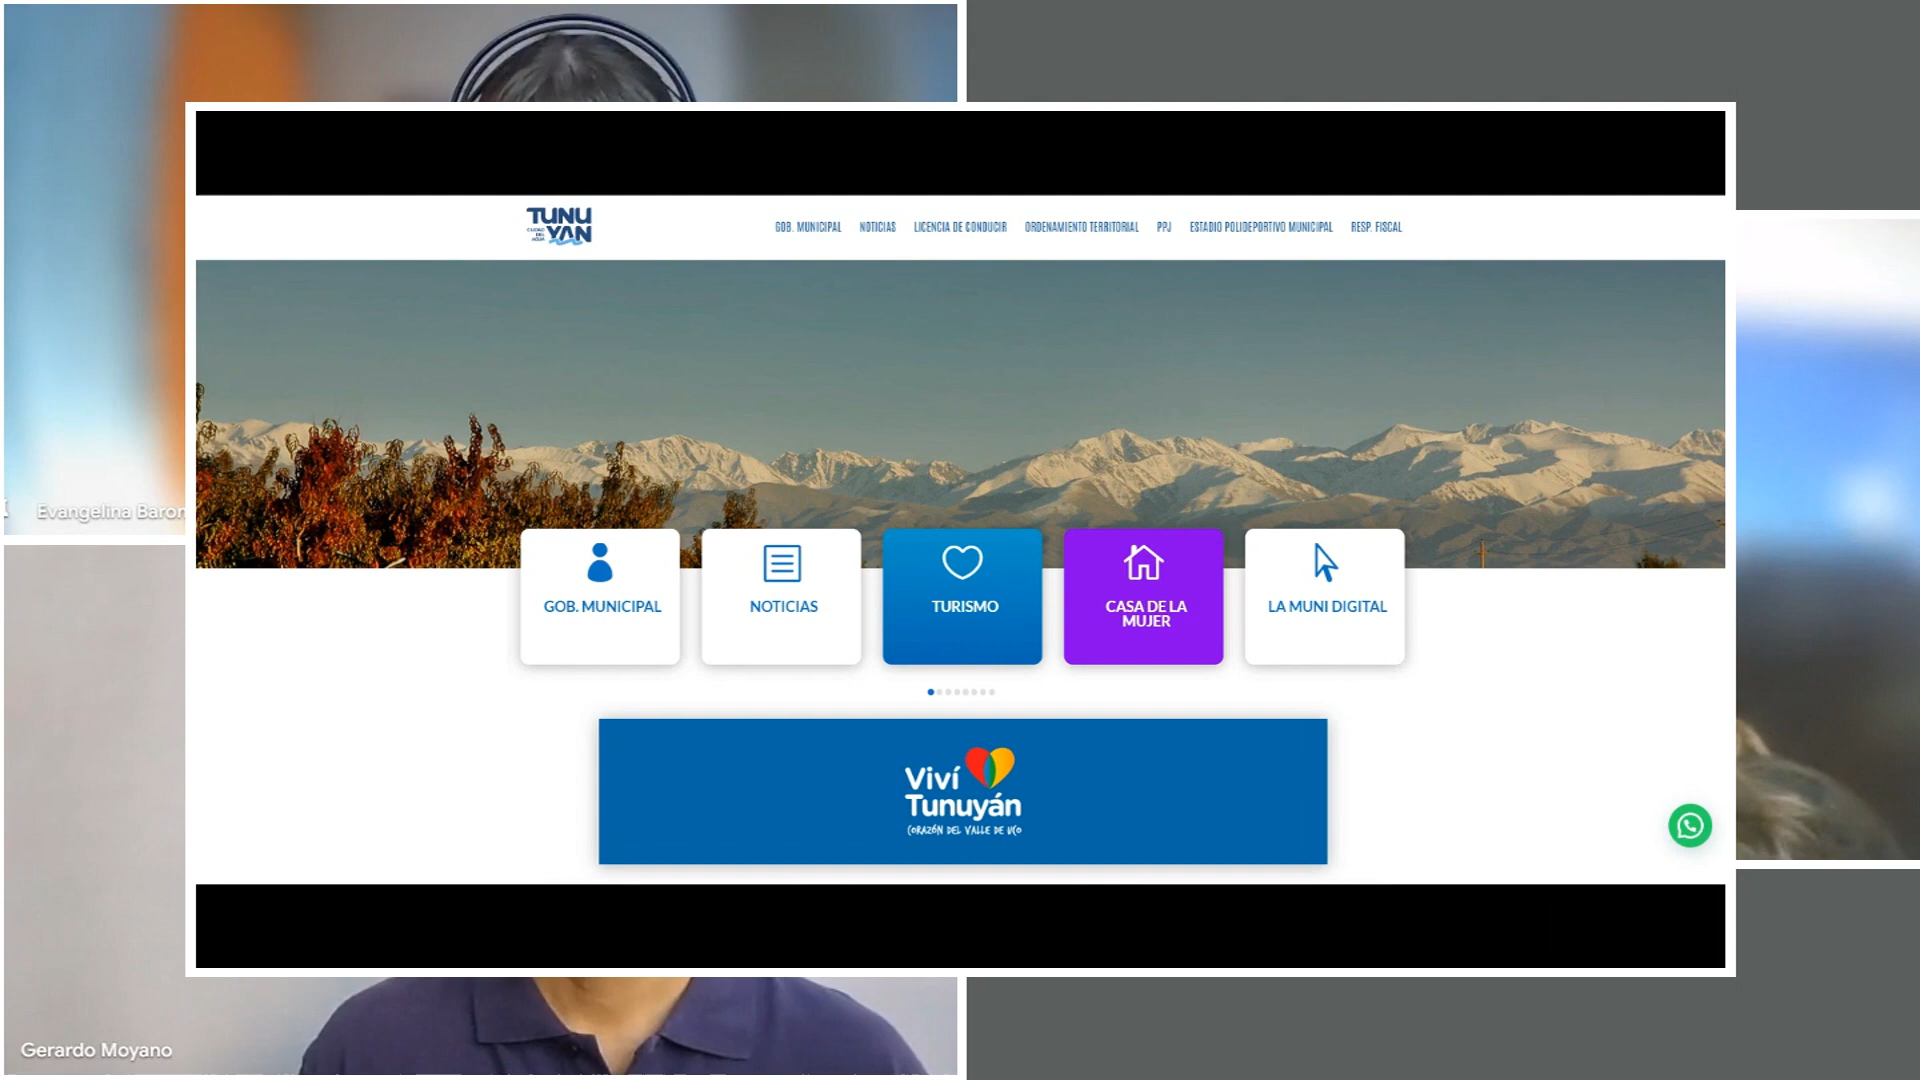 TUNU
CIUDAD
DEL
AGUA
YAN
GOB. MUNICIPAL
NOTICIAS
LICENCIA DE CONDUCIR
ORDENAMIENTO TERRITORIAL
PPJ
ESTADIO POLIDEPORTIVO MUNICIPAL
RESP. FISCAL
Evangelina Baron
GOB. MUNICIPAL
NOTICIAS
TURISMO
CASA DE LA
MUJER
LA MUNI DIGITAL
Viví
Tunuyán
CORAZÓN DEL VALLE DE UCO
Gerardo Moyano